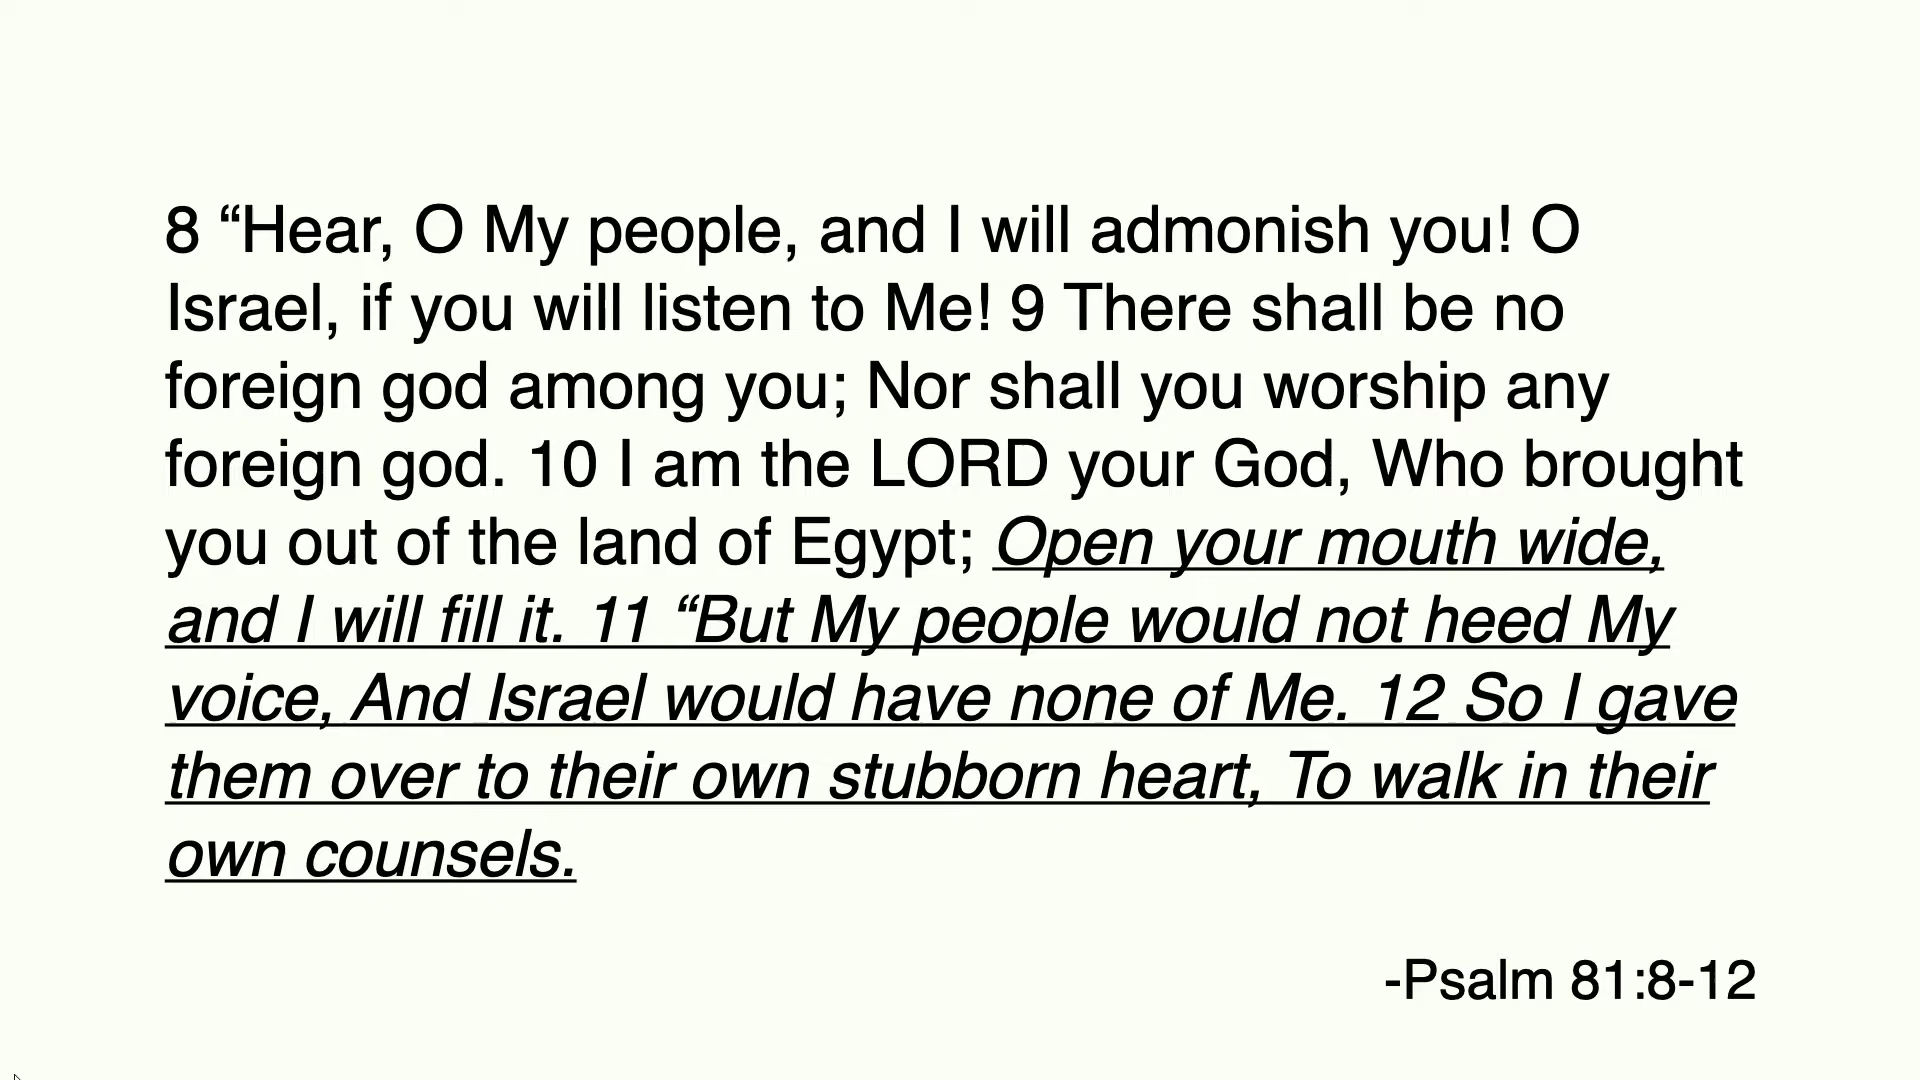 8 “Hear, O My people, and I will admonish you! O
Israel, if you will listen to Me! 9 There shall be no
foreign god among you; Nor shall you worship any
foreign god. 10 I am the LORD your God, Who brought
you out of the land of Egypt; Open your mouth wide,
and I will fill it. 11 “But My people would not heed My
voice, And Israel would have none of Me. 12 So I gave
them over to their own stubborn heart, To walk in their
own counsels.
-Psalm 81:8-12